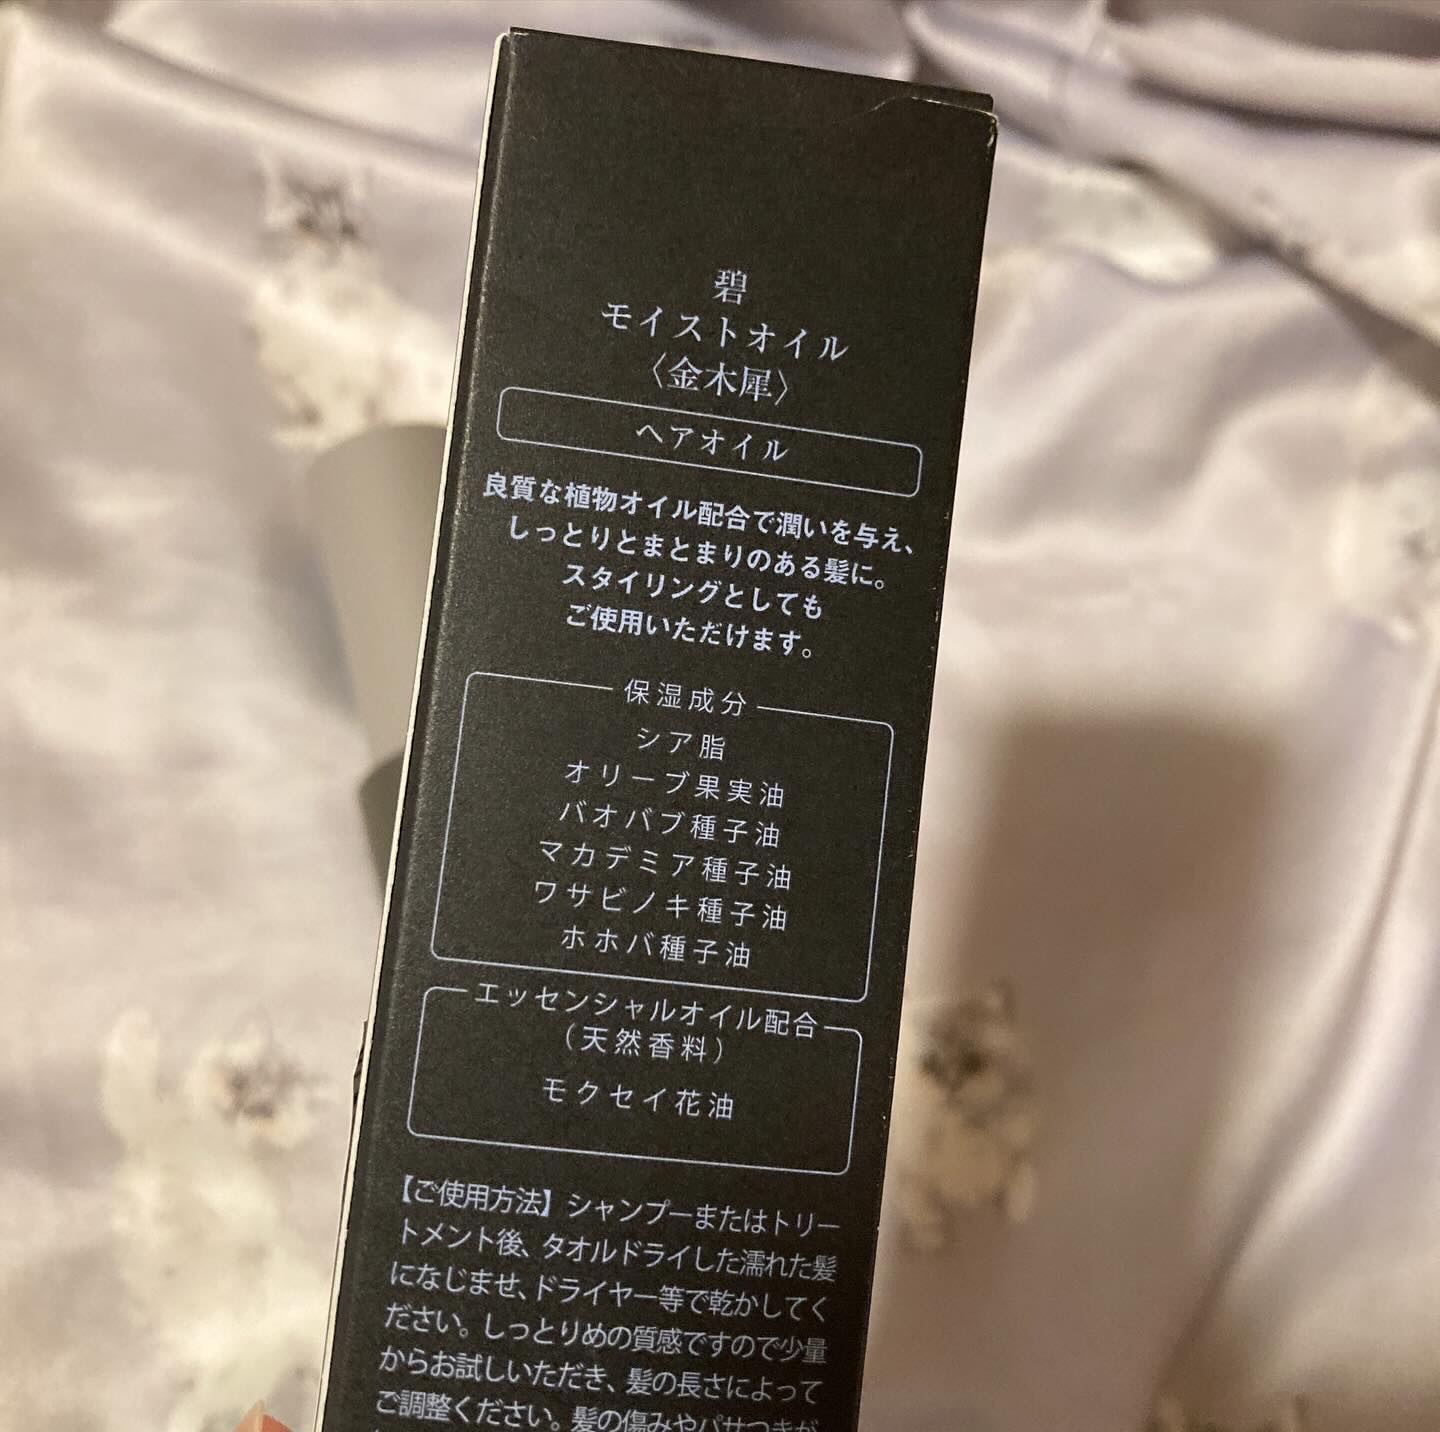 碧
モイストオイル
〈金木犀〉
ヘアオイル
良質な植物オイル配合で潤いを与え、
しっとりとまとまりのある髪に。
スタイリングとしても
ご使用いただけます。
保湿成分
シア脂
オリーブ果実油
バオバブ種子油
マカデミア種子油
ワサビノキ種子油
ホホバ種子油
エッセンシャルオイル配合
（天然香料）
モクセイ花油
【ご使用方法】シャンプーまたはトリー
トメント後、タオルドライした濡れた髪
になじませ、ドライヤー等で乾かしてく
ださい。しっとりめの質感ですので少量
からお試しいただき、髪の長さによって
ご調整ください。髪の傷みやパサつきが